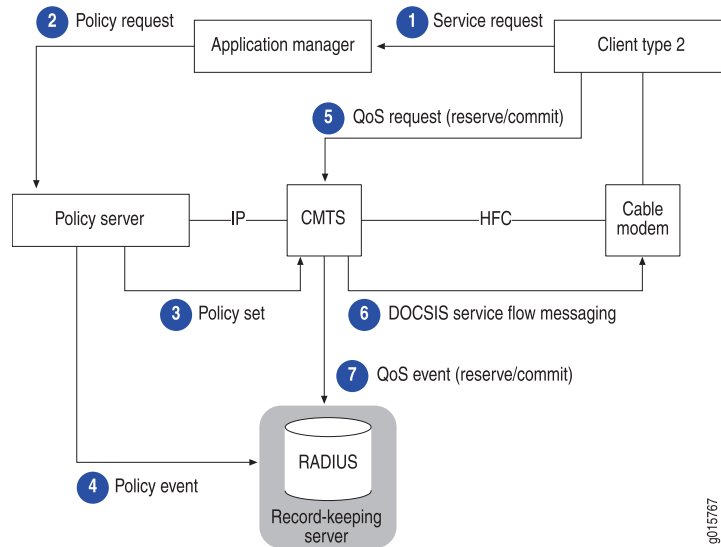 2 Policy request
1 Service request
Application manager
Client type 2
5 QoS request (reserve/commit)
Policy server
IP
CMTS
HFC
Cable
modem
3 Policy set
6 DOCSIS service flow messaging
7 QoS event (reserve/commit)
RADIUS
4 Policy event
Record-keeping
server
g015767